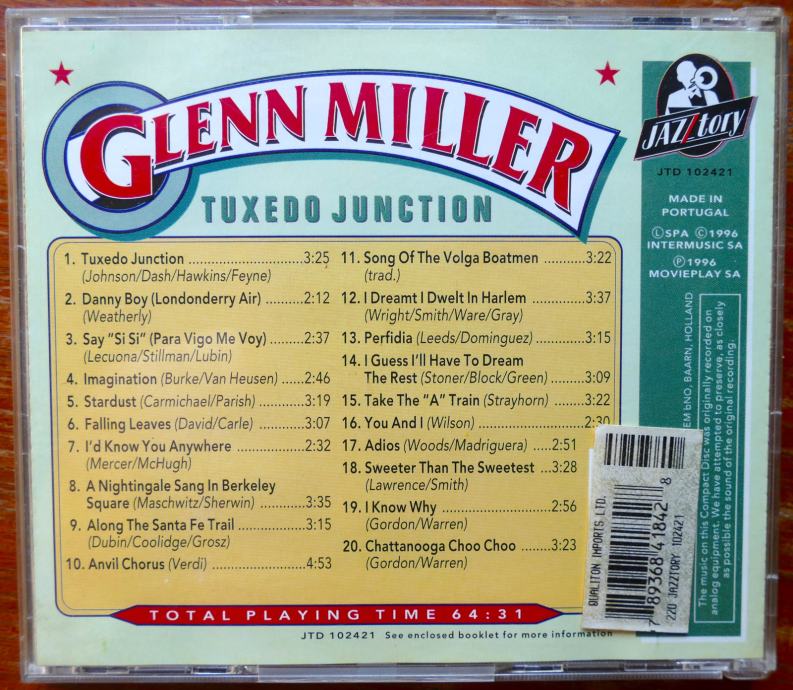 GLENN MILLER
TUXEDO JUNCTION
1. Tuxedo Junction ....................3:25
(Johnson/Dash/Hawkins/Feyne)
2. Danny Boy (Londonderry Air) ..........2:12
(Weatherly)
3. Say "Si Si" (Para Vigo Me Voy) ........2:37
(Lecuona/Stillman/Lubin)
4. Imagination (Burke/Van Heusen) ......2:46
5. Stardust (Carmichael/Parish) ..........3:19
6. Falling Leaves (David/Carle) ..........3:07
7. I'd Know You Anywhere ................2:32
(Mercer/McHugh)
8. A Nightingale Sang In Berkeley
Square (Maschwitz/Sherwin) ..........3:35
9. Along The Santa Fe Trail ..............3:15
(Dubin/Coolidge/Grosz)
10. Anvil Chorus (Verdi) ..................4:53
11. Song Of The Volga Boatmen ..........3:22
(trad.)
12. I Dreamt I Dwelt In Harlem ............3:37
(Wright/Smith/Ware/Gray)
13. Perfidia (Leeds/Dominguez) ............3:15
14. I Guess I'll Have To Dream
The Rest (Stoner/Block/Green) ........3:09
15. Take The "A" Train (Strayhorn) ........3:22
16. You And I (Wilson) ....................2:30
17. Adios (Woods/Madriguera) .....2:51
18. Sweeter Than The Sweetest ...3:28
(Lawrence/Smith)
19. I Know Why ....................2:56
(Gordon/Warren)
20. Chattanooga Choo Choo ........3:23
(Gordon/Warren)
TOTAL PLAYING TIME 64:31
JTD 102421 See enclosed booklet for more information
JAZZtory
JTD 102421
MADE IN
PORTUGAL
Ⓛ SPA © 1996
INTERMUSIC SA
℗ 1996
MOVIEPLAY SA
BNO, BAARN, HOLLAND
The music on this Compact Disc was originally recorded on
analog equipment. We have attempted to preserve, as closely
as possible the sound of the original recording.
QUALITON IMPORTS LTD.
7 89368 41842 8
220 JAZZTORY 102421